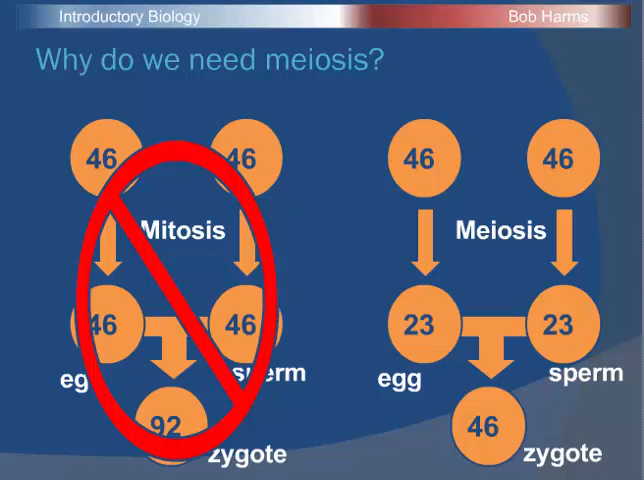 Introductory Biology Bob Harms
Why do we need meiosis?
46 46 46 46
Mitosis Meiosis
46 46 23 23
egg sperm egg sperm
92 46
zygote zygote